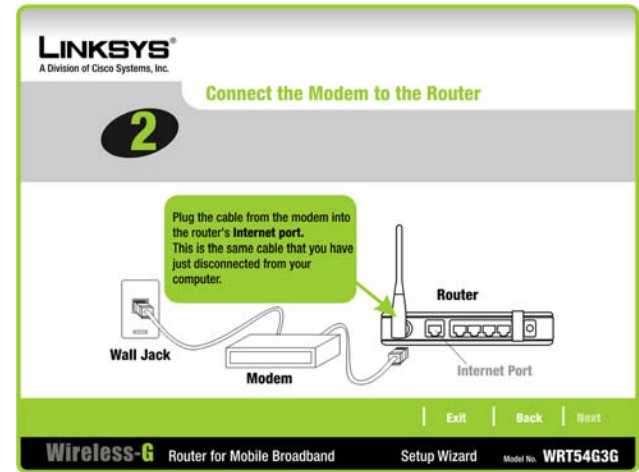 LINKSYS®
A Division of Cisco Systems, Inc.
Connect the Modem to the Router
2
Plug the cable from the modem into
the router's Internet port.
This is the same cable that you have
just disconnected from your
computer.
Router
Wall Jack
Modem
Internet Port
Exit
Back
Next
Wireless-G Router for Mobile Broadband Setup Wizard Model No. WRT54G3G